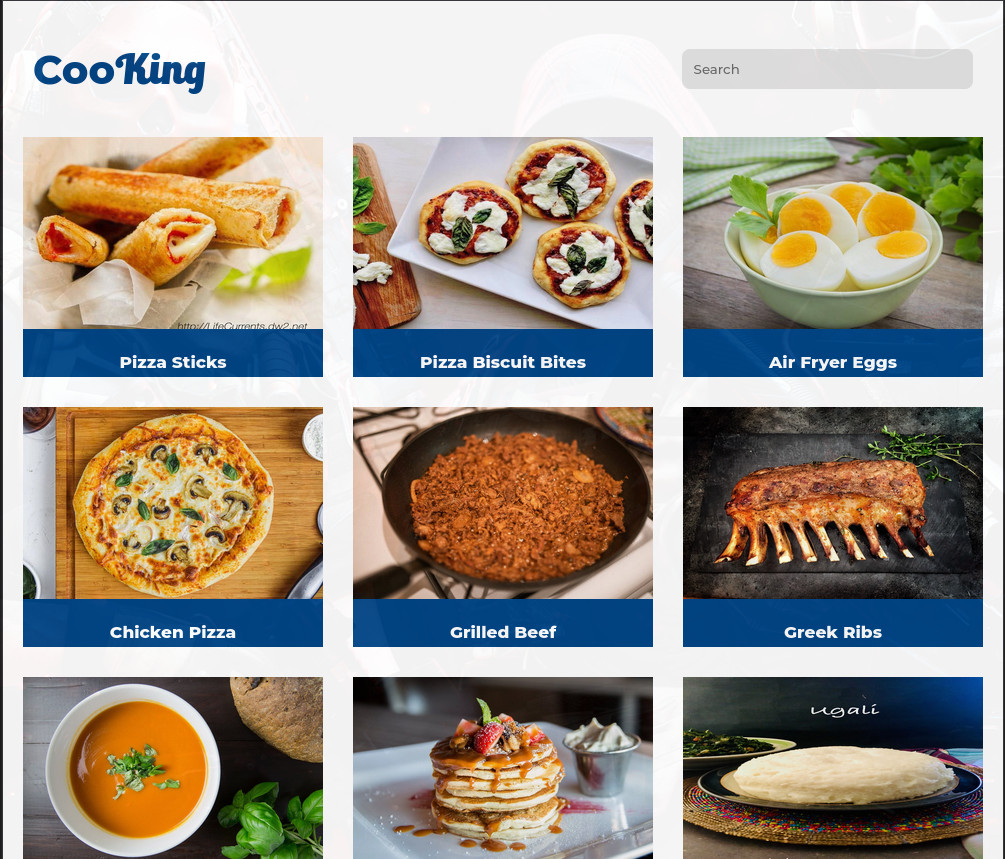 CooKing
Search
http://LifeCurrents.dw2.net
Pizza Sticks
Pizza Biscuit Bites
Air Fryer Eggs
Chicken Pizza
Grilled Beef
Greek Ribs
Ugali